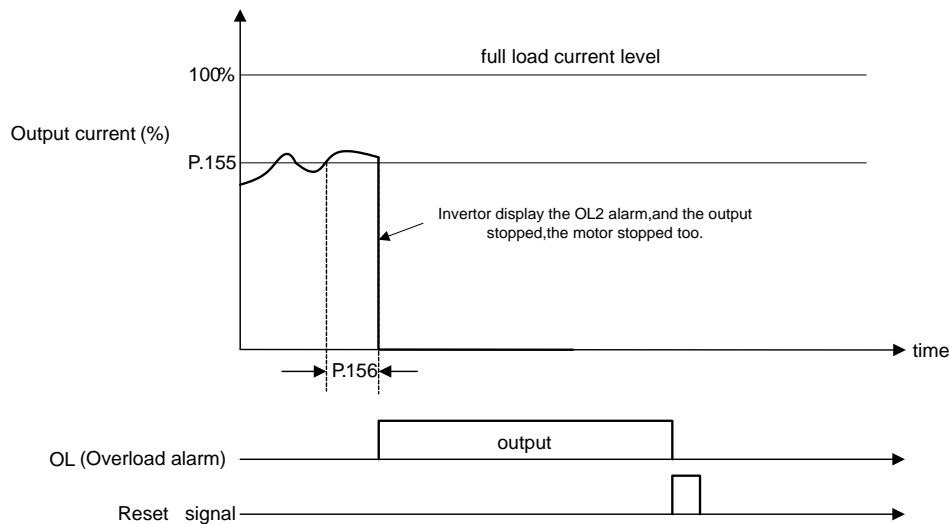 full load current level
100%
Output current (%)
P.155
Invertor display the OL2 alarm,and the output
stopped,the motor stopped too.
time
P.156
output
OL (Overload alarm)
Reset signal